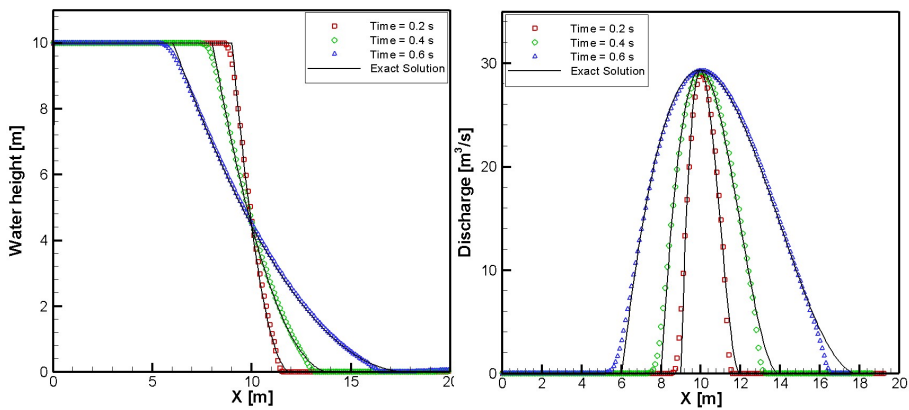 Time = 0.2 s
Time = 0.4 s
Time = 0.6 s
Exact Solution
Water height [m]
10
8
6
4
2
0
0 5 10 15 20
X [m]
Time = 0.2 s
Time = 0.4 s
Time = 0.6 s
Exact Solution
Discharge [m³/s]
30
20
10
0
0 2 4 6 8 10 12 14 16 18 20
X [m]